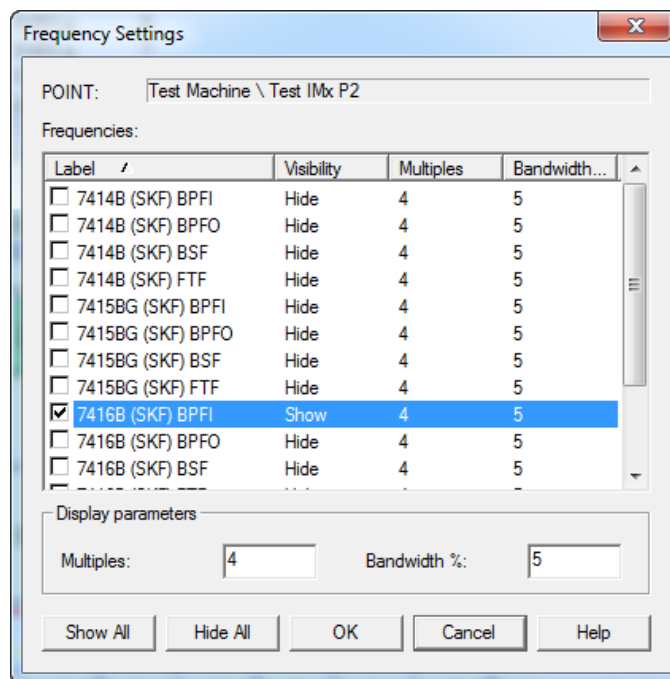 Frequency Settings
POINT: Test Machine \ Test IMx P2
Frequencies:
Label Visibility Multiples Bandwidth...
7414B (SKF) BPFI Hide 4 5
7414B (SKF) BPFO Hide 4 5
7414B (SKF) BSF Hide 4 5
7414B (SKF) FTF Hide 4 5
7415BG (SKF) BPFI Hide 4 5
7415BG (SKF) BPFO Hide 4 5
7415BG (SKF) BSF Hide 4 5
7415BG (SKF) FTF Hide 4 5
7416B (SKF) BPFI Show 4 5
7416B (SKF) BPFO Hide 4 5
7416B (SKF) BSF Hide 4 5
Display parameters
Multiples: 4 Bandwidth %: 5
Show All Hide All OK Cancel Help